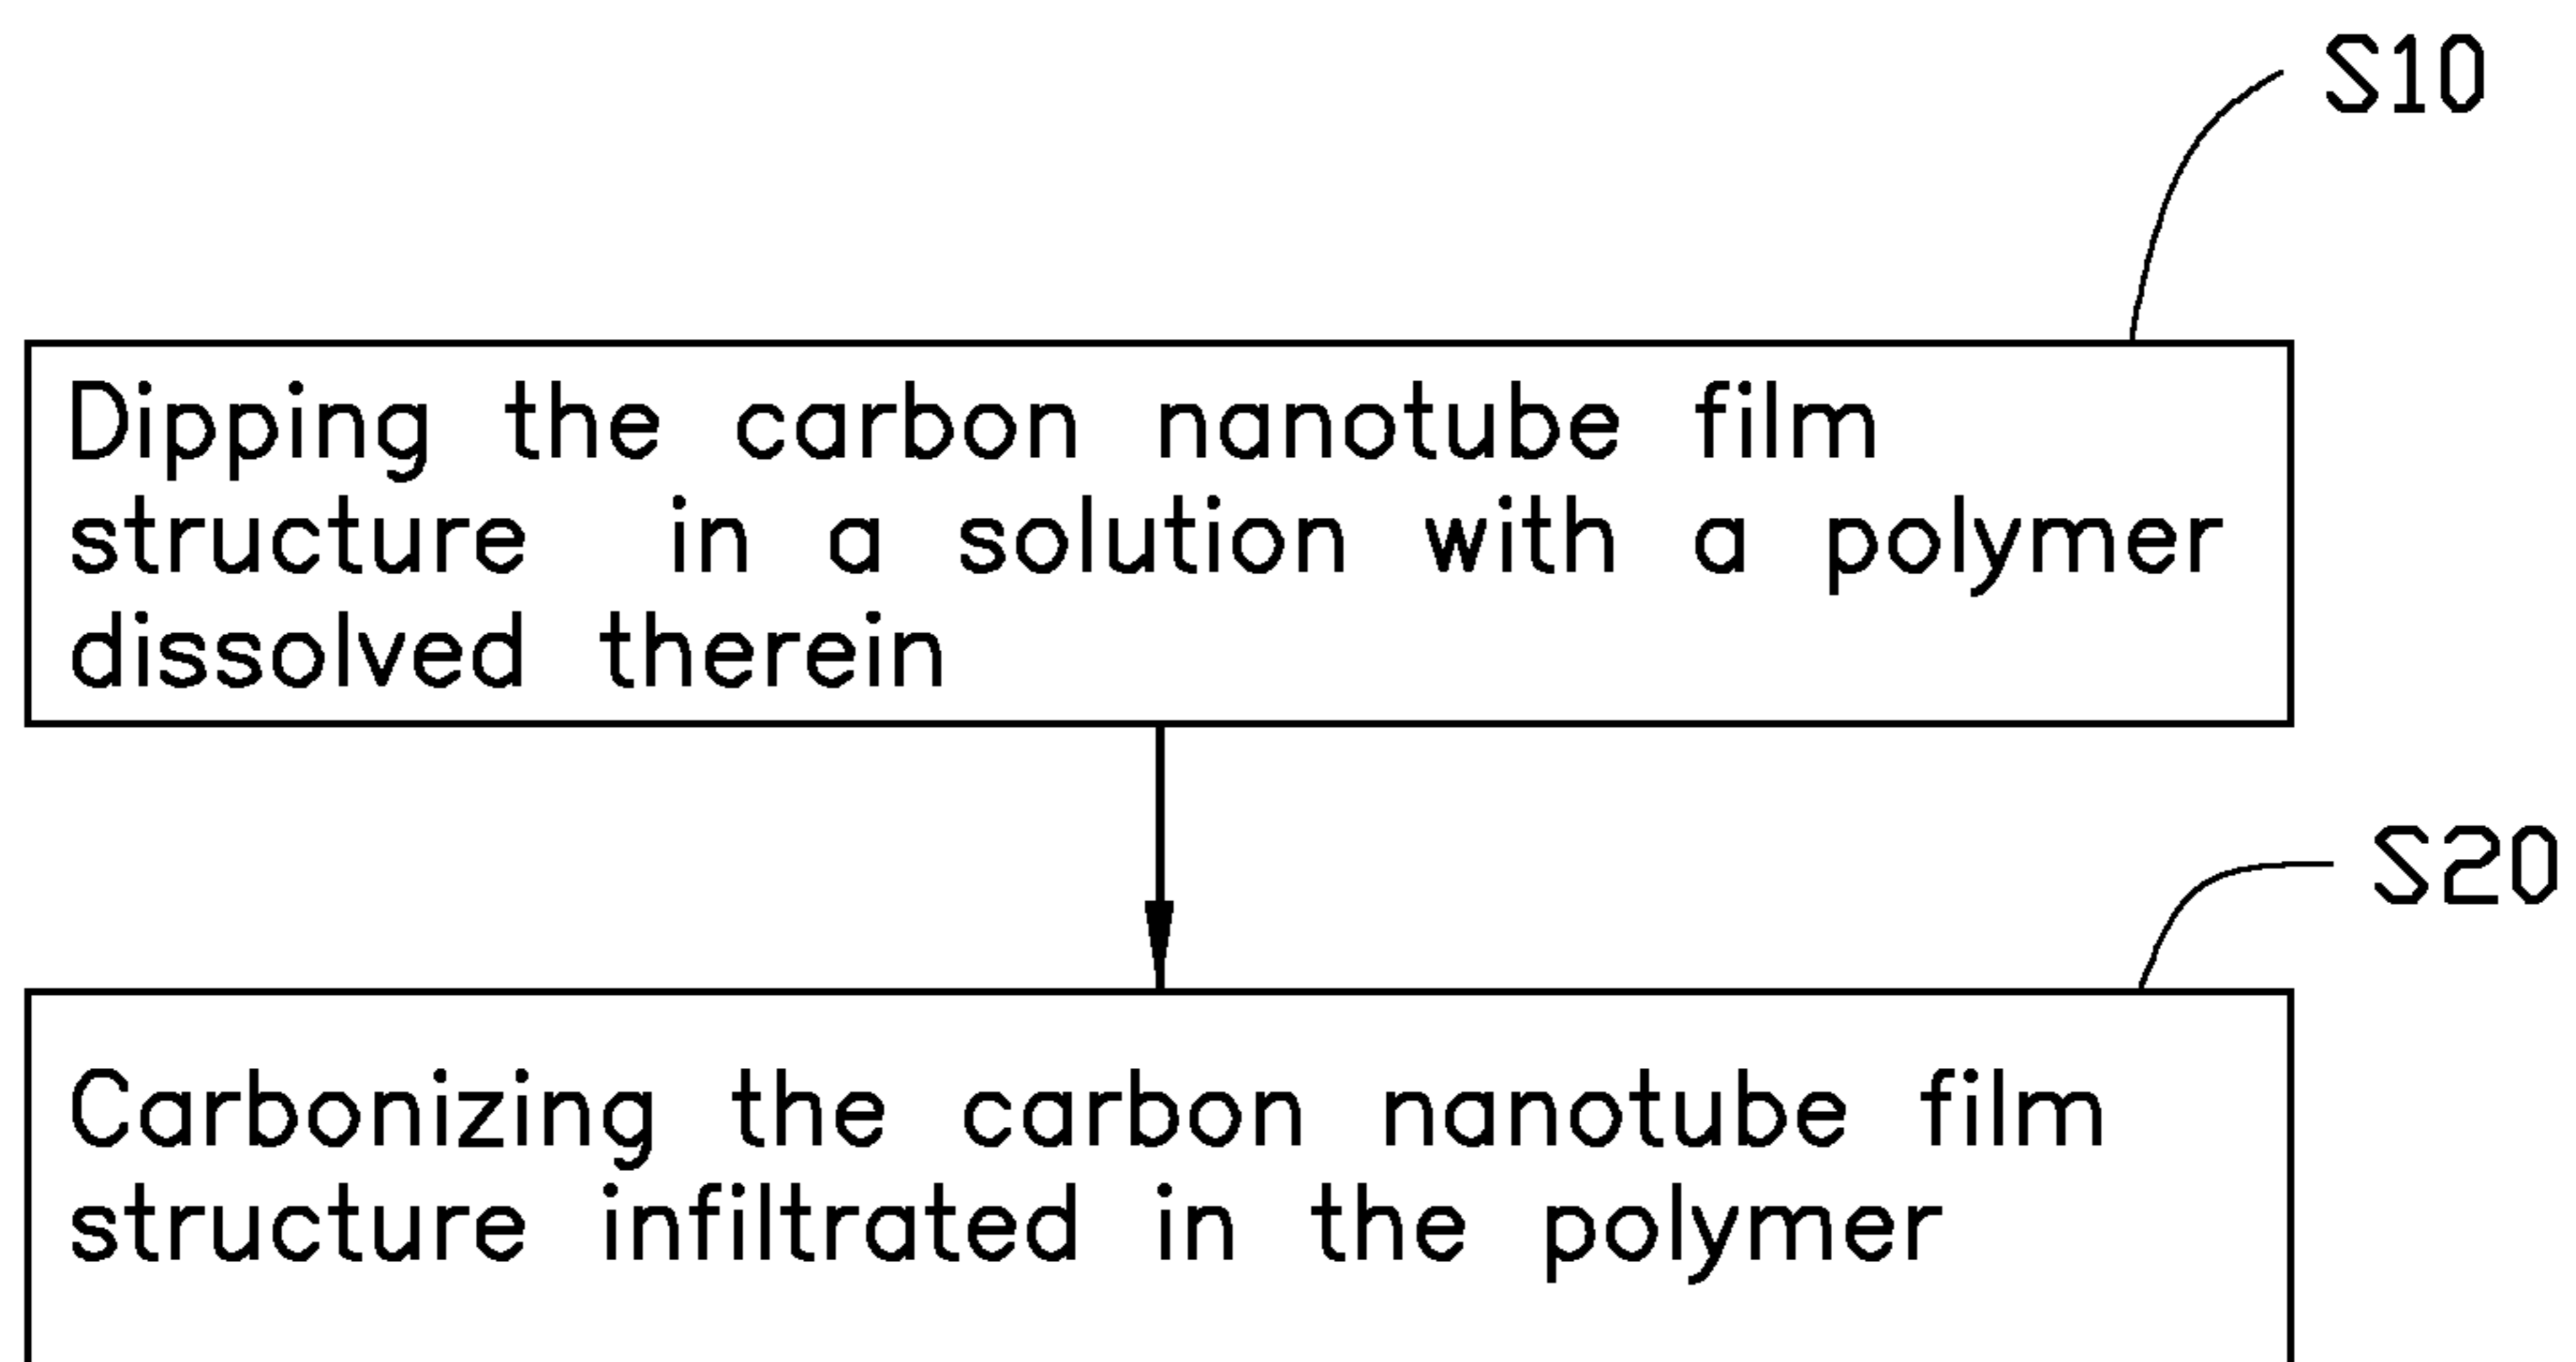 S10
Dipping the carbon nanotube film
structure in a solution with a polymer
dissolved therein
S20
Carbonizing the carbon nanotube film
structure infiltrated in the polymer